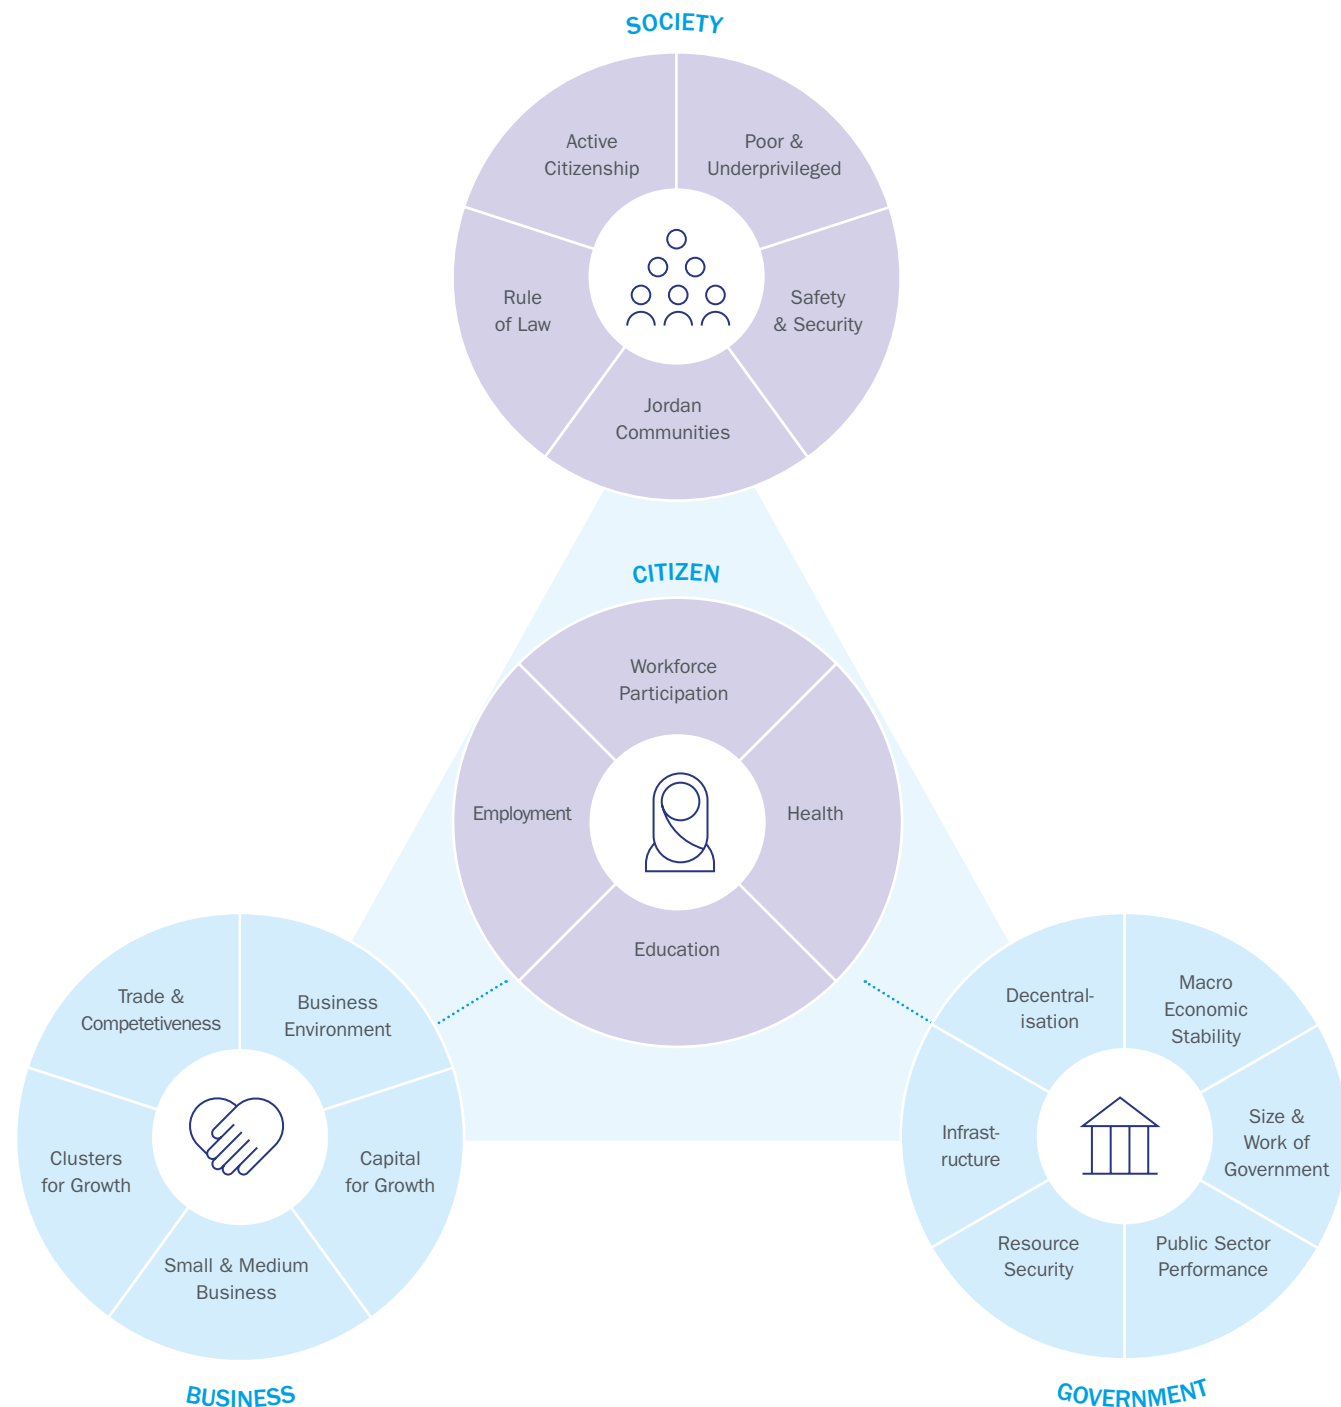 SOCIETY
Active
Citizenship
Poor &
Underprivileged
Rule
of Law
Safety
& Security
Jordan
Communities
CITIZEN
Workforce
Participation
Employment
Health
Education
Trade &
Competetiveness
Business
Environment
Clusters
for Growth
Capital
for Growth
Small & Medium
Business
BUSINESS
Decentral-
isation
Macro
Economic
Stability
Infrast-
ructure
Size &
Work of
Government
Resource
Security
Public Sector
Performance
GOVERNMENT